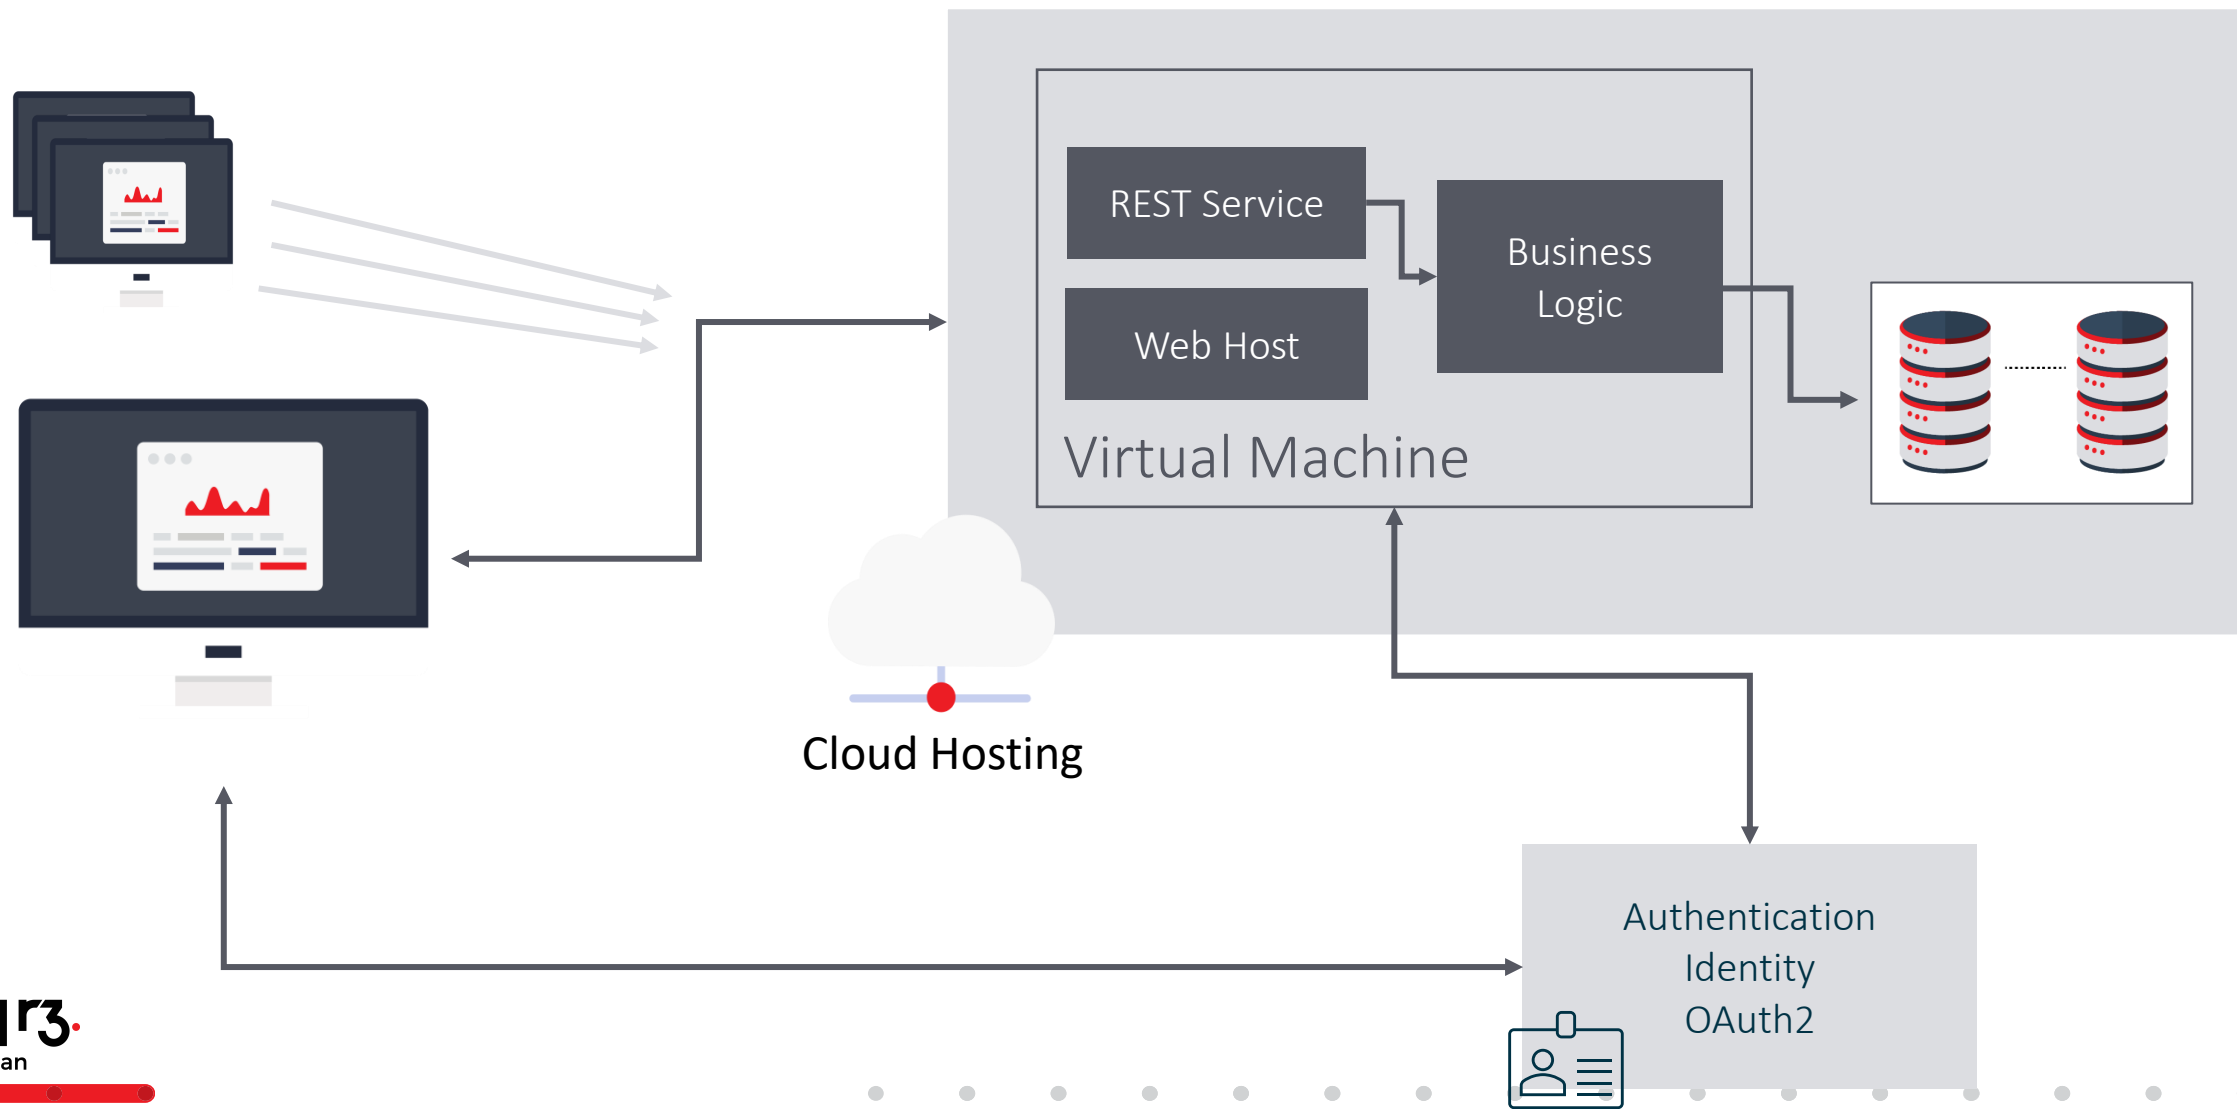 REST Service
Business
Logic
Web Host
Virtual Machine
Cloud Hosting
Authentication
Identity
OAuth2
r3.
an